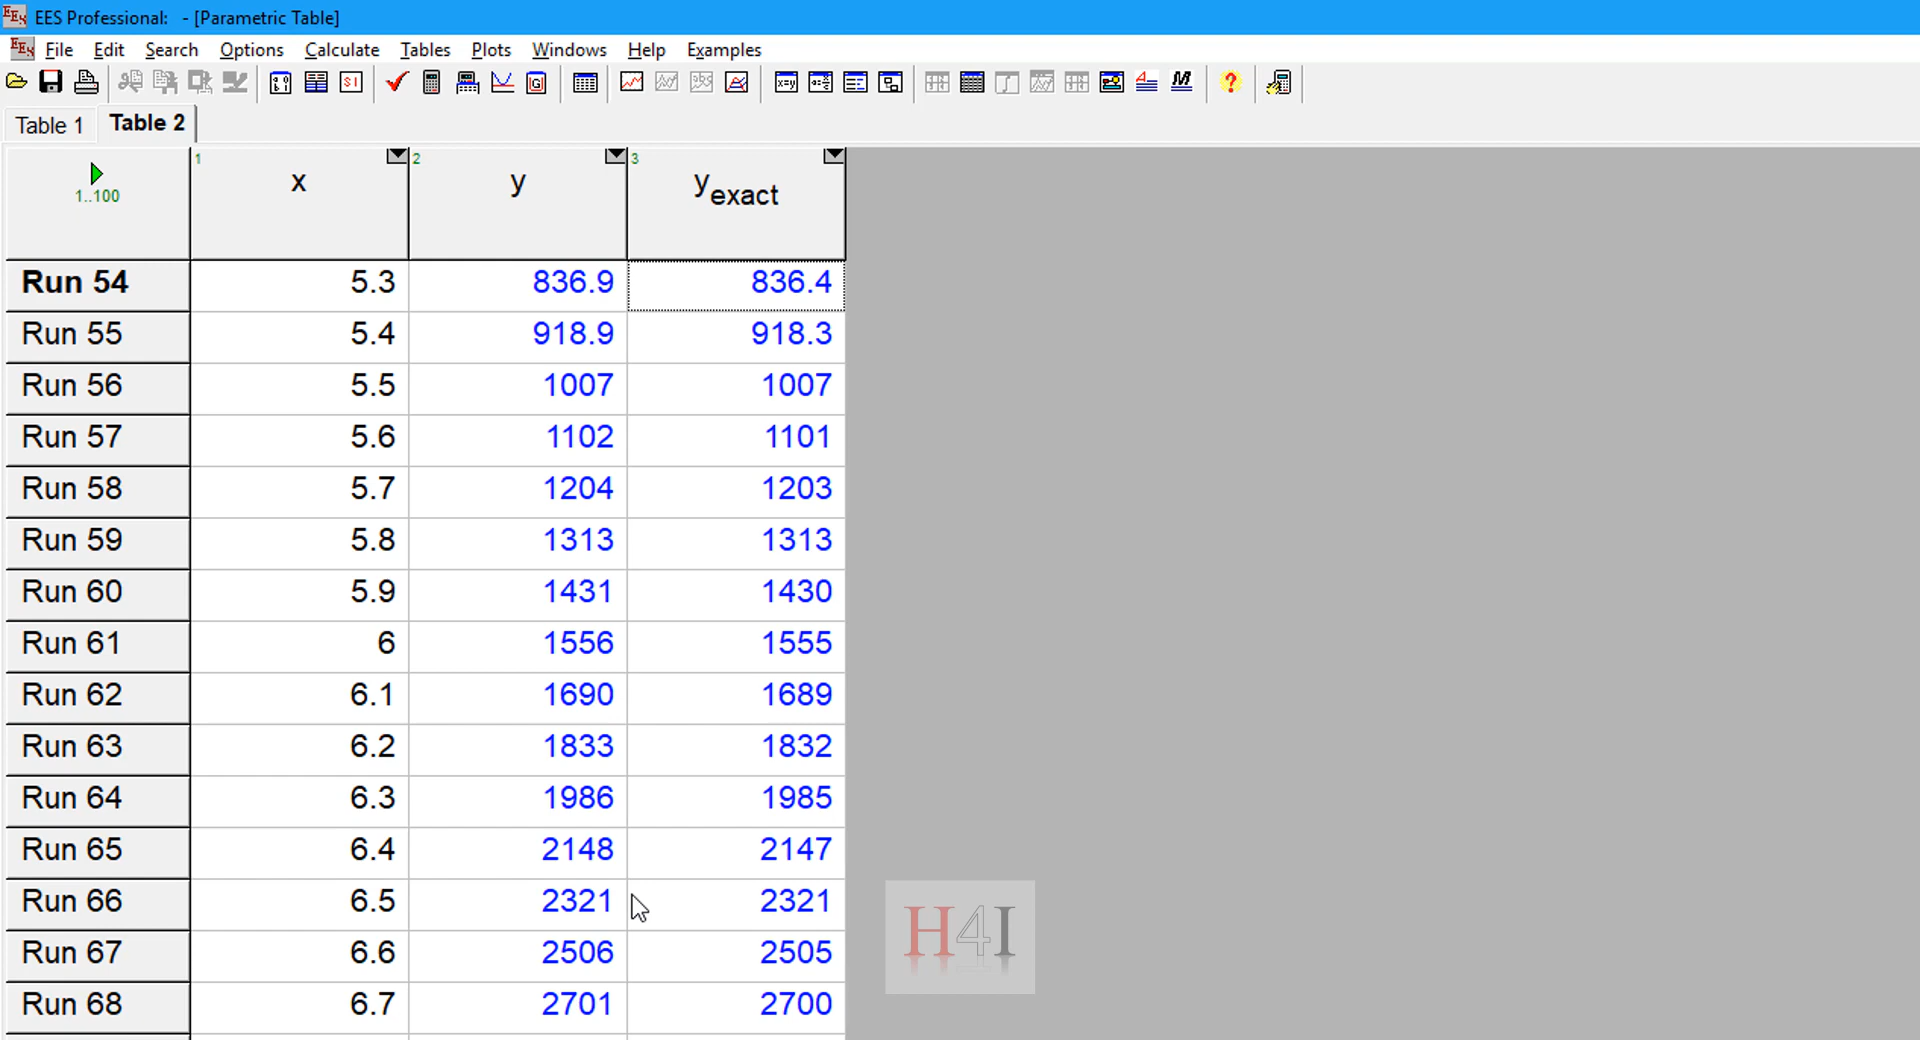 EES Professional:   - [Parametric Table]
File Edit Search Options Calculate Tables Plots Windows Help Examples
Table 1 Table 2
1..100 1 x 2 y 3 yexact
Run 54 5.3 836.9 836.4
Run 55 5.4 918.9 918.3
Run 56 5.5 1007 1007
Run 57 5.6 1102 1101
Run 58 5.7 1204 1203
Run 59 5.8 1313 1313
Run 60 5.9 1431 1430
Run 61 6 1556 1555
Run 62 6.1 1690 1689
Run 63 6.2 1833 1832
Run 64 6.3 1986 1985
Run 65 6.4 2148 2147
Run 66 6.5 2321 2321
Run 67 6.6 2506 2505
Run 68 6.7 2701 2700
H4I